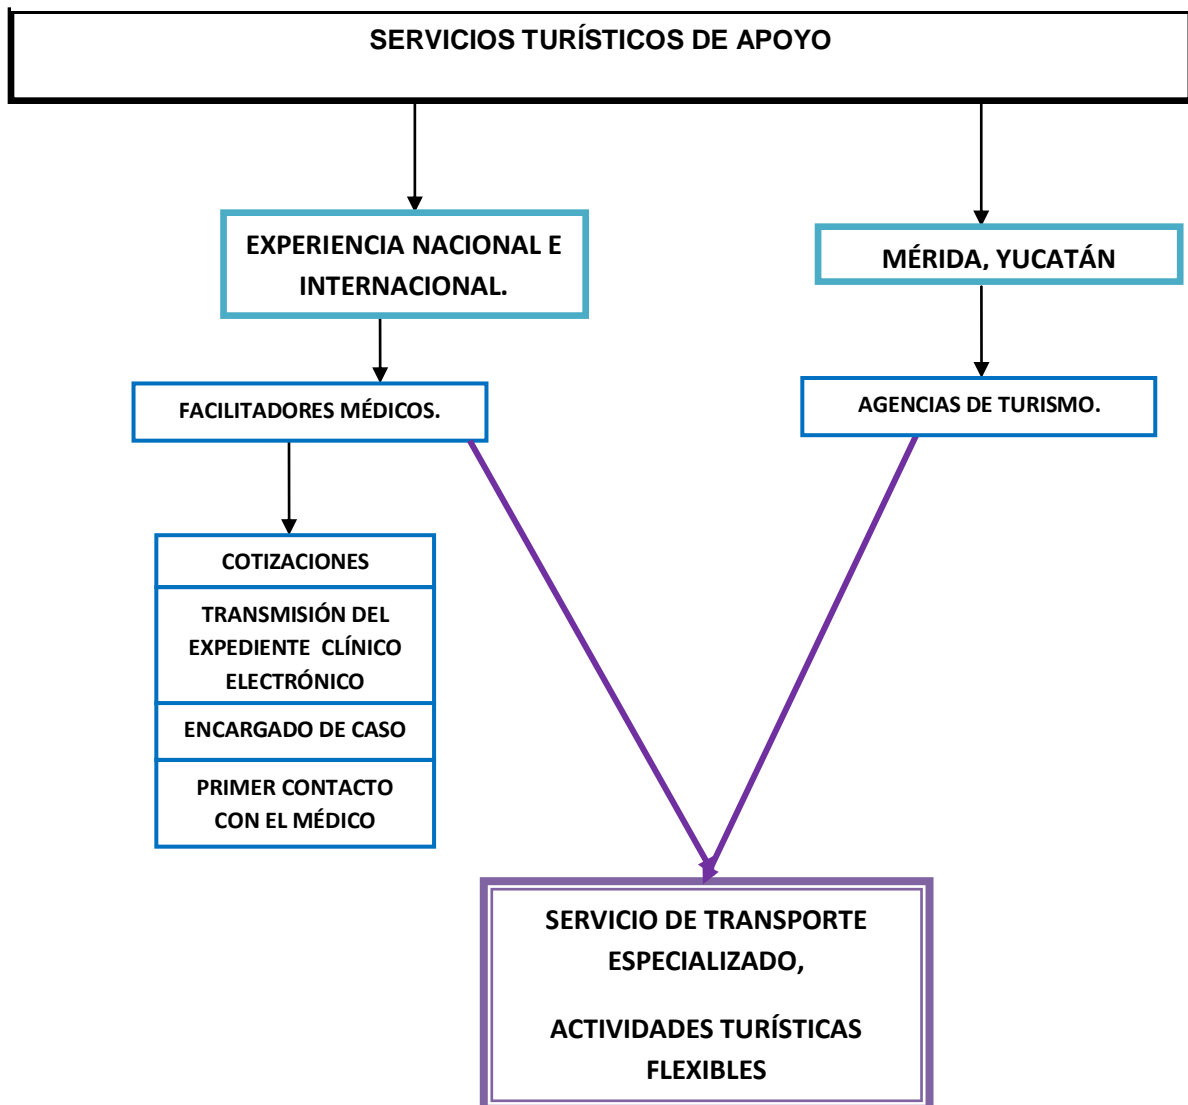 SERVICIOS TURÍSTICOS DE APOYO
EXPERIENCIA NACIONAL E
INTERNACIONAL.
MÉRIDA, YUCATÁN
FACILITADORES MÉDICOS.
AGENCIAS DE TURISMO.
COTIZACIONES
TRANSMISIÓN DEL
EXPEDIENTE CLÍNICO
ELECTRÓNICO
ENCARGADO DE CASO
PRIMER CONTACTO
CON EL MÉDICO
SERVICIO DE TRANSPORTE
ESPECIALIZADO,
ACTIVIDADES TURÍSTICAS
FLEXIBLES